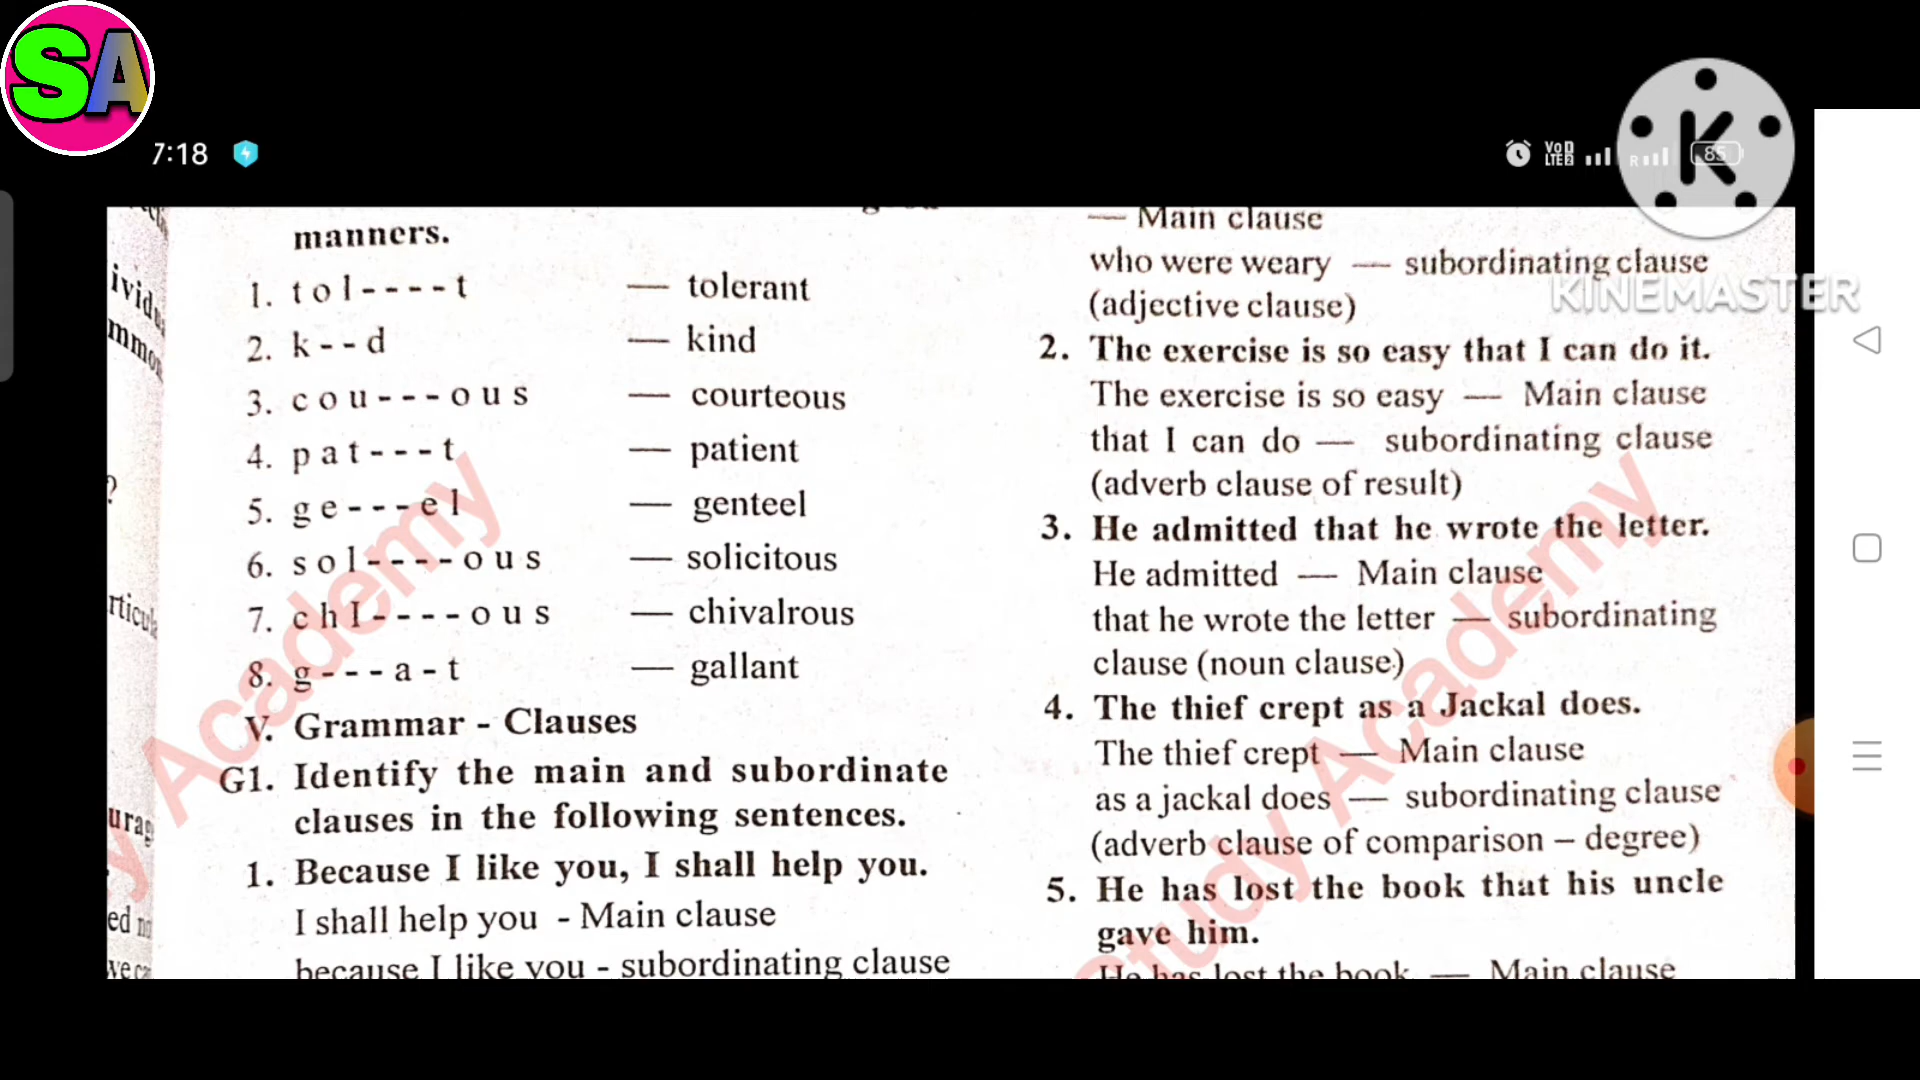 SA
7:18
VoD
LTE 2
R
85
K
KINEMASTER
manners.
1. t o l - - - - t — tolerant
2. k - - d — kind
3. c o u - - - o u s — courteous
4. p a t - - - t — patient
5. g e - - - e l — genteel
6. s o l - - - - o u s — solicitous
7. c h I - - - - o u s — chivalrous
8. g - - - a - t — gallant
V. Grammar - Clauses
G1. Identify the main and subordinate
clauses in the following sentences.
1. Because I like you, I shall help you.
I shall help you - Main clause
because I like you - subordinating clause
— Main clause
who were weary — subordinating clause
(adjective clause)
2. The exercise is so easy that I can do it.
The exercise is so easy — Main clause
that I can do — subordinating clause
(adverb clause of result)
3. He admitted that he wrote the letter.
He admitted — Main clause
that he wrote the letter — subordinating
clause (noun clause)
4. The thief crept as a Jackal does.
The thief crept — Main clause
as a jackal does — subordinating clause
(adverb clause of comparison – degree)
5. He has lost the book that his uncle
gave him.
He has lost the book — Main clause
Academy
Study Academy